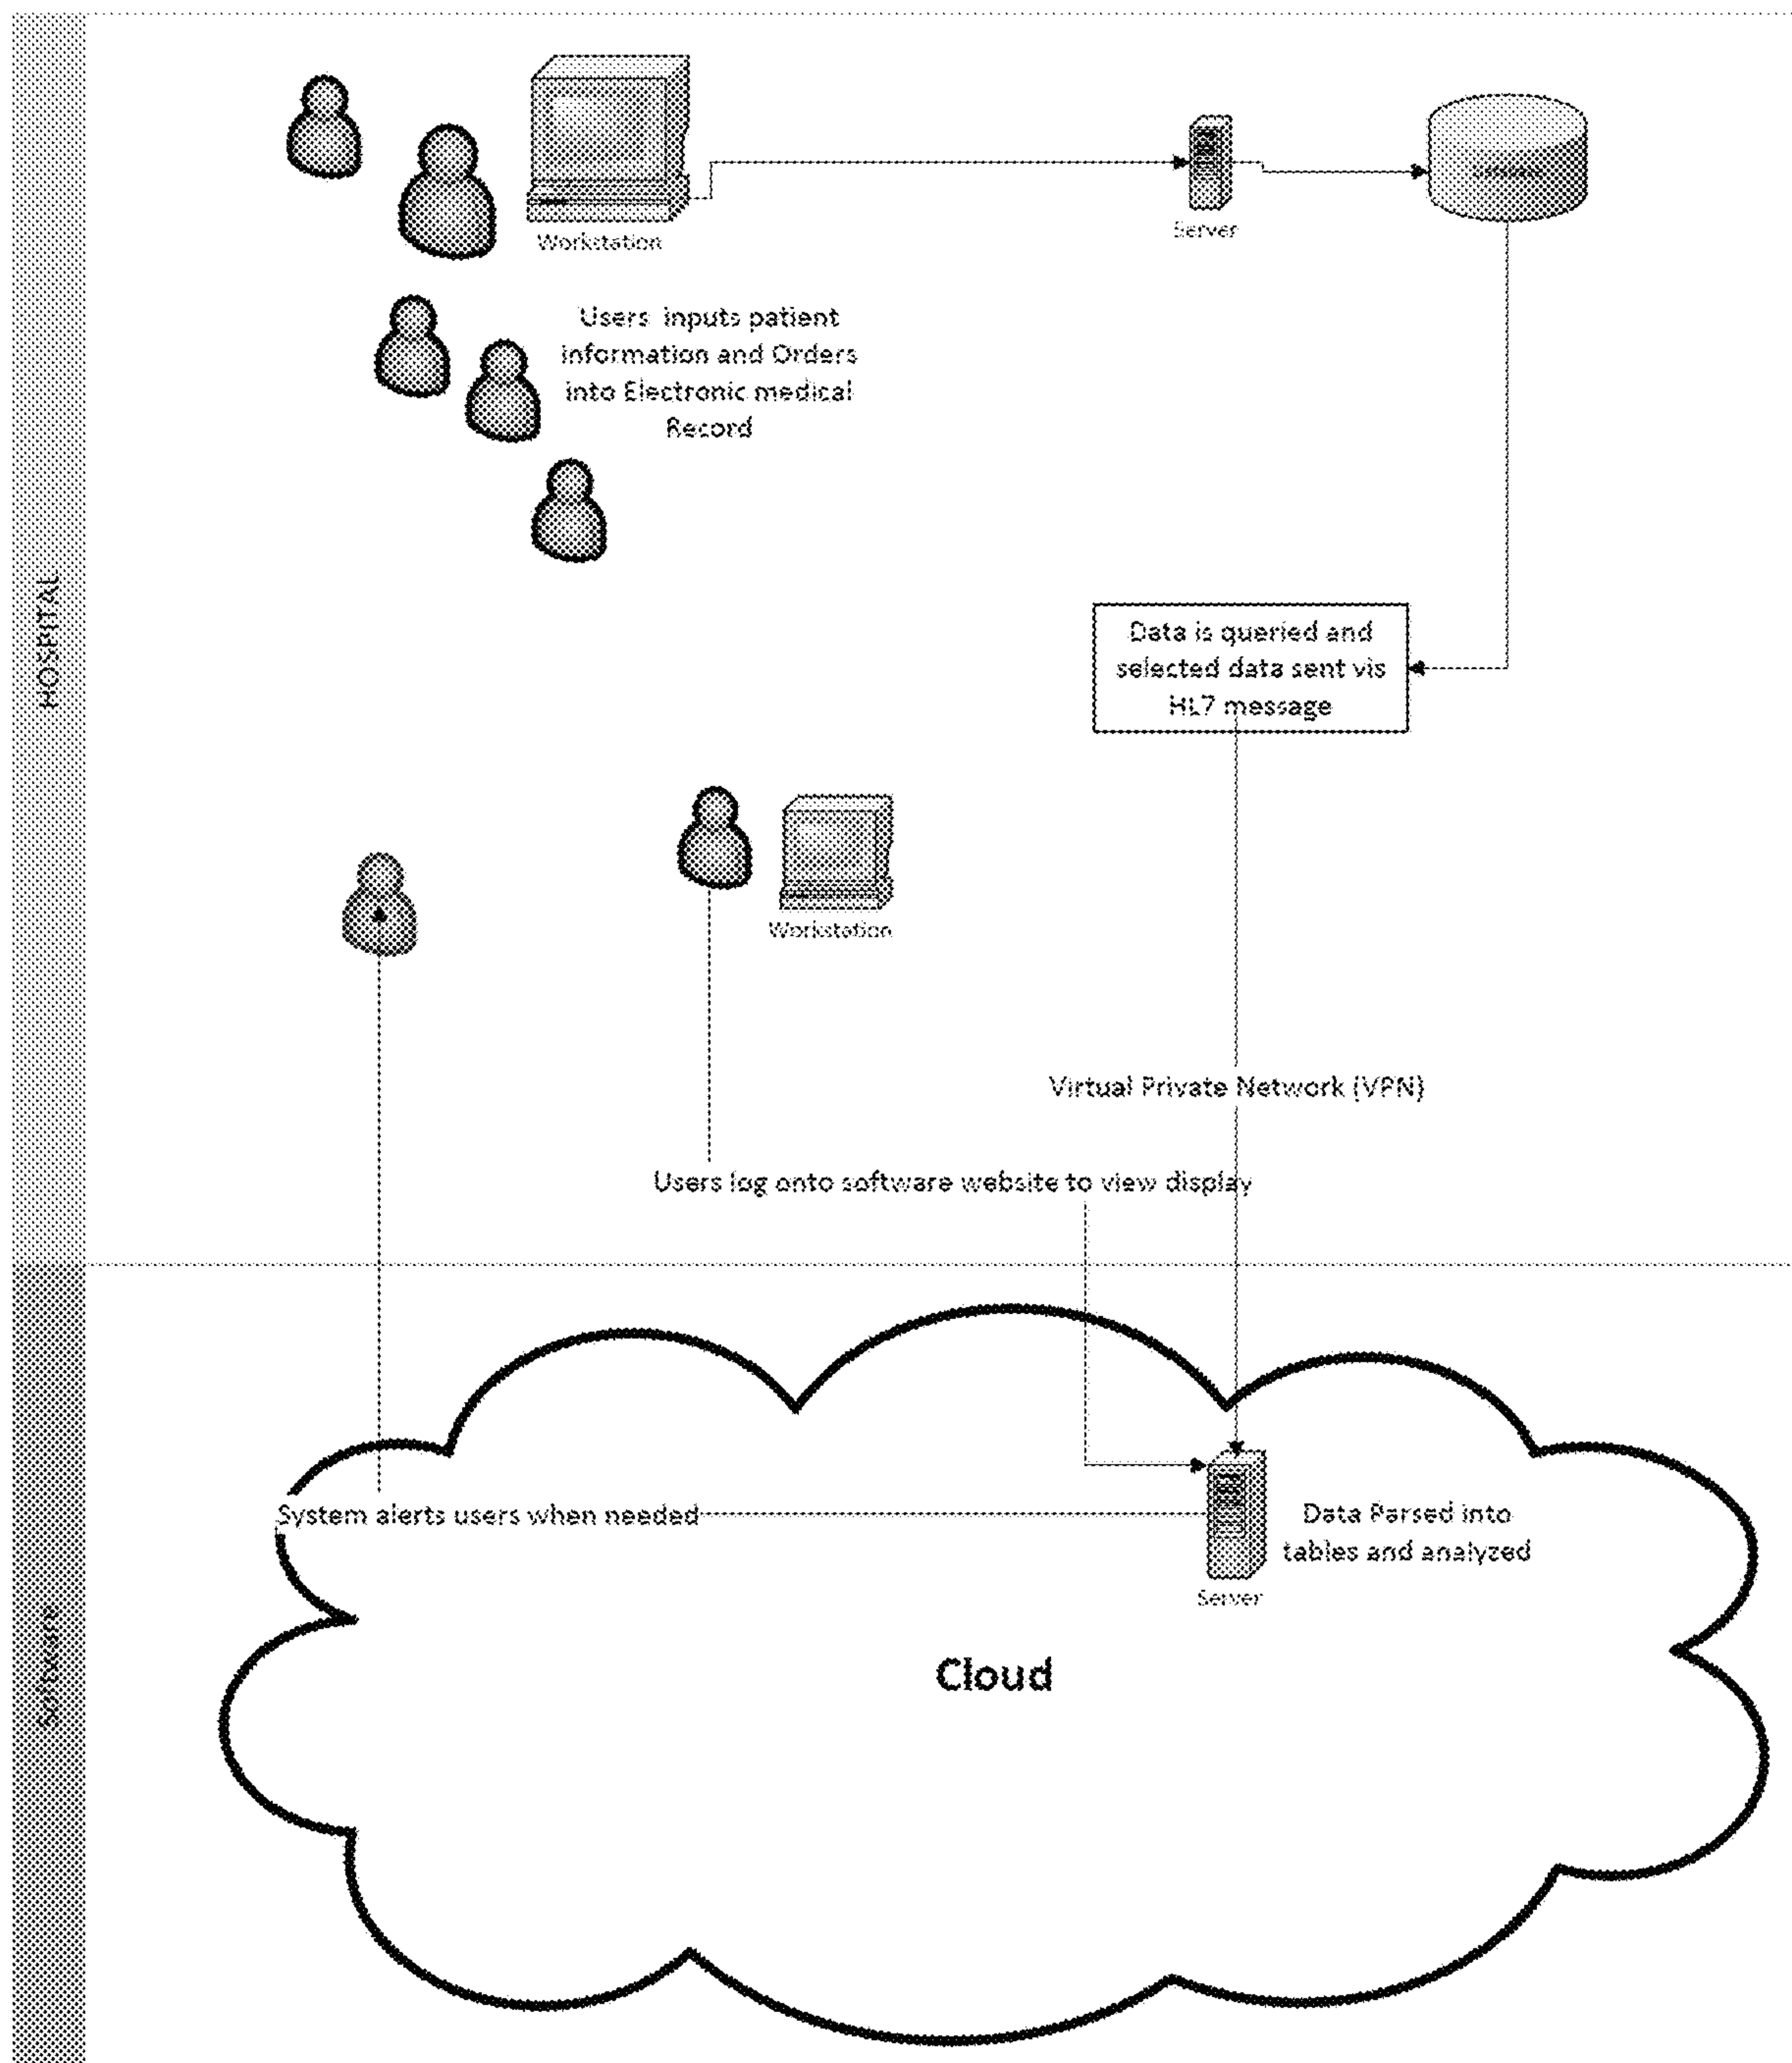 HOSPITAL
Workstation
Server
Users inputs patient
information and Orders
into Electronic medical
Record
Data is queried and
selected data sent vis
HL7 message
Workstation
Virtual Private Network (VPN)
Users log onto software website to view display
Software
System alerts users when needed
Data Parsed into
tables and analyzed
Server
Cloud